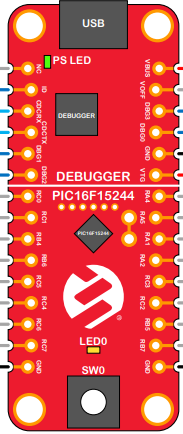 USB
PS LED
NC
ID
CDCRX
CDCTX
DBG1
DBG2
VBUS
VOFF
DBG3
DBG0
GND
VTG
DEBUGGER
DEBUGGER
PIC16F15244
RC0
RC1
RB4
RB6
RC5
RC4
RC6
RC7
GND
RA4
RA5
RA1
RA2
RC3
RC2
RB5
RB7
GND
PIC16F15244
LED0
SW0